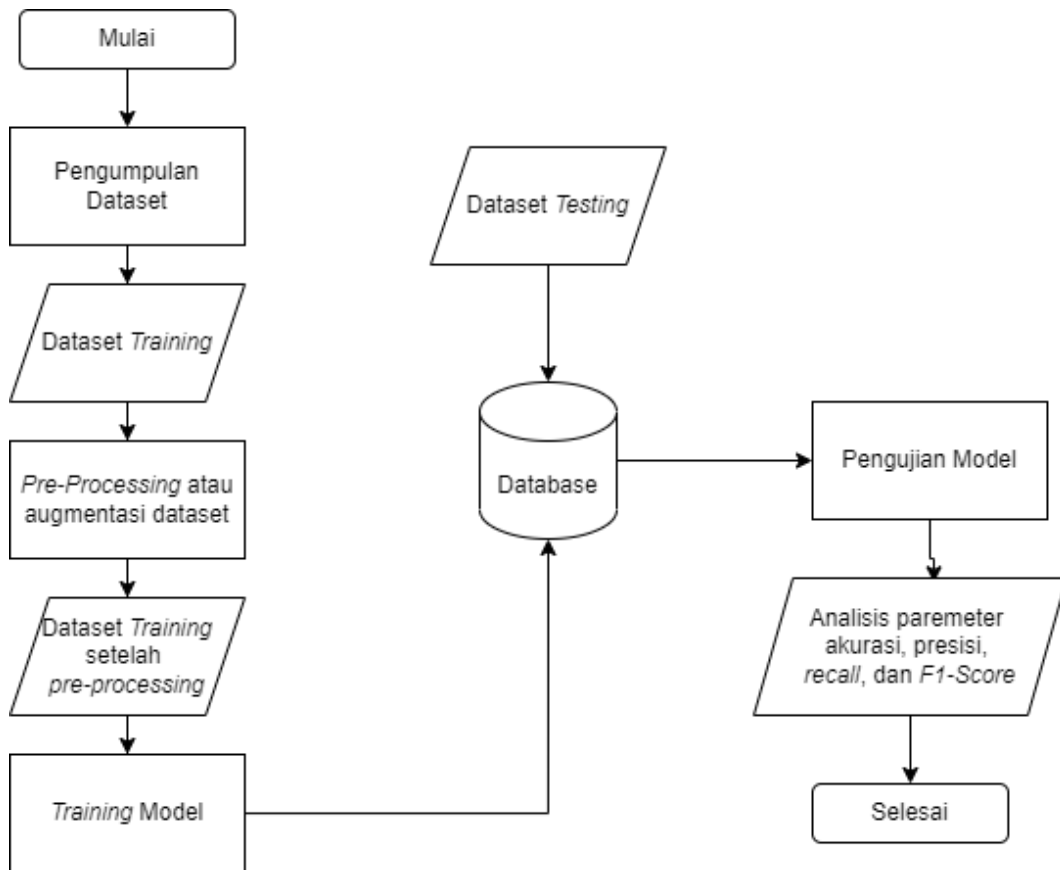 Mulai
Pengumpulan
Dataset
Dataset Training
Pre-Processing atau
augmentasi dataset
Dataset Training
setelah
pre-processing
Training Model
Dataset Testing
Database
Pengujian Model
Analisis paremeter
akurasi, presisi,
recall, dan F1-Score
Selesai